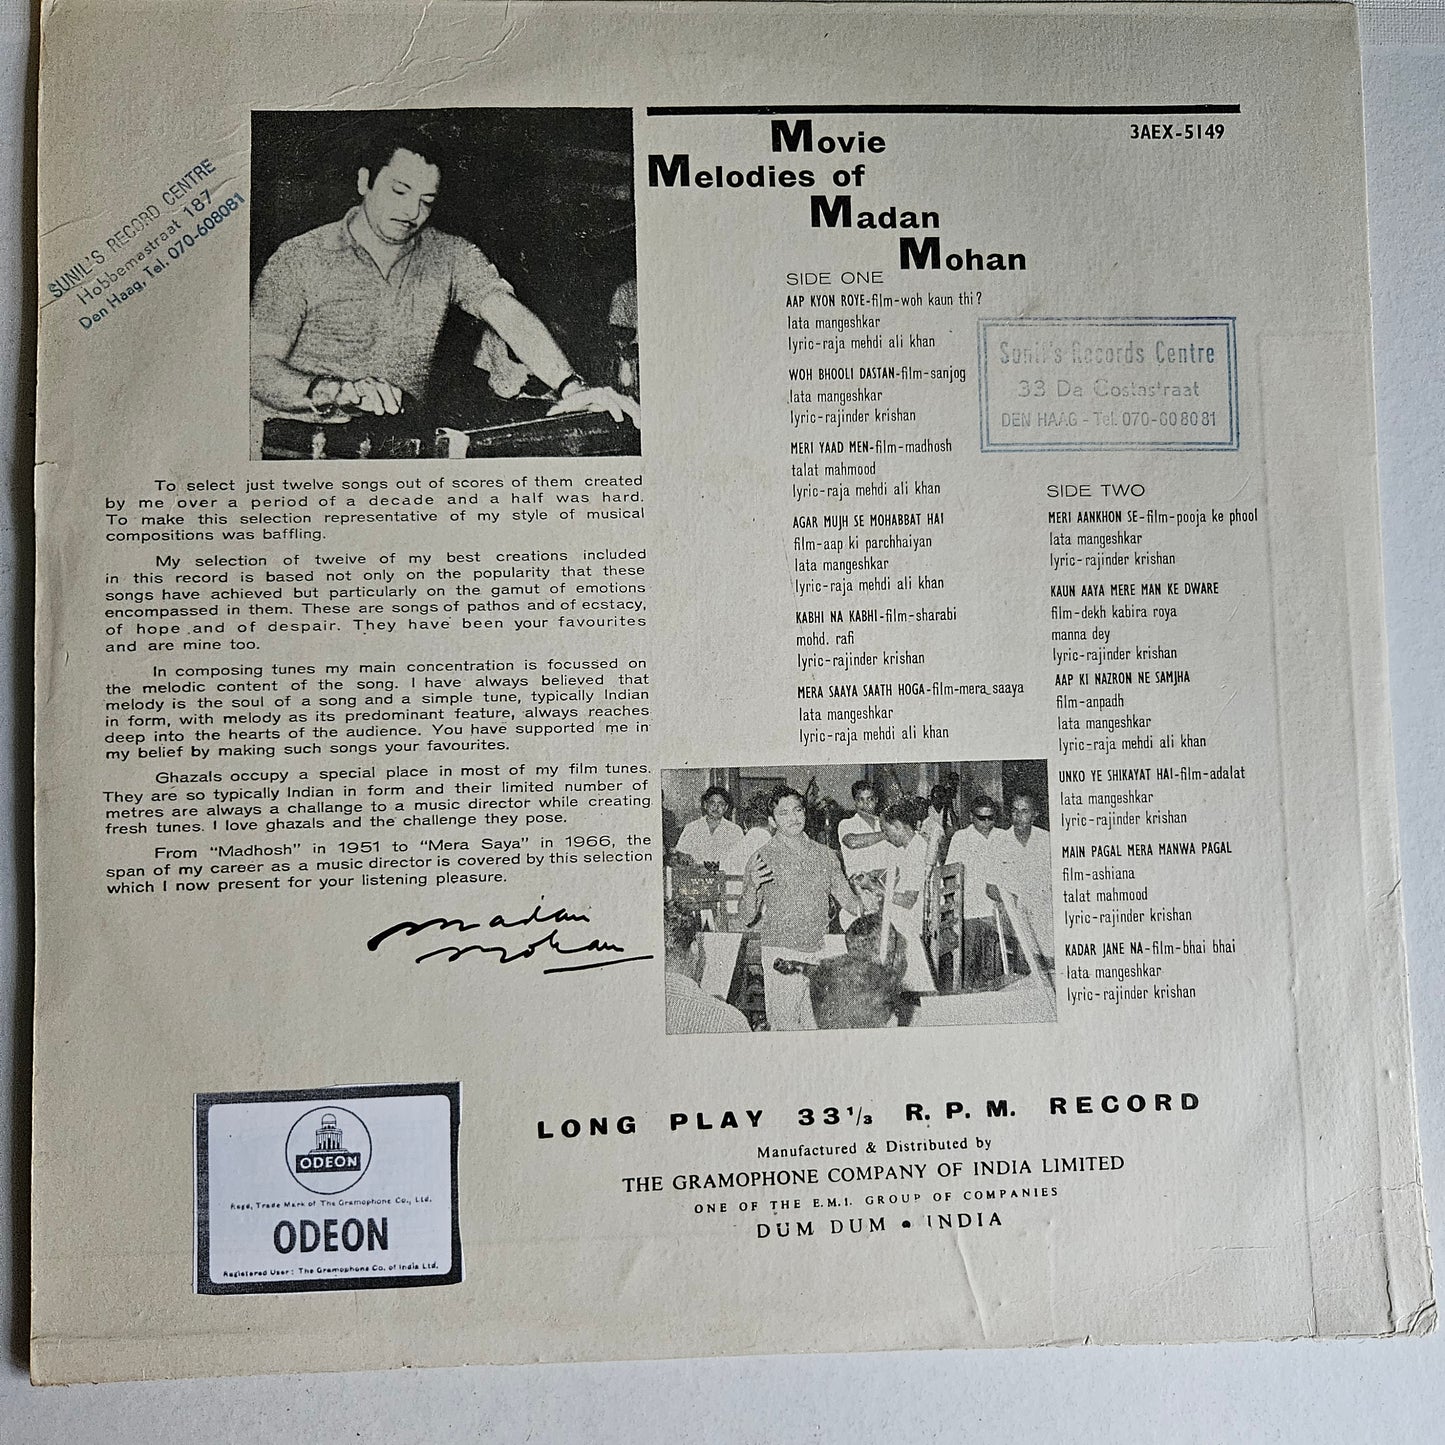 SUNIL'S RECORD CENTRE
Hobbemastraat 187
Den Haag, Tel. 070-608081
3AEX-5149
Movie
Melodies of
Madan
Mohan
SIDE ONE
AAP KYON ROYE-film-woh kaun thi?
lata mangeshkar
lyric-raja mehdi ali khan
WOH BHOOLI DASTAN-film-sanjog
lata mangeshkar
lyric-rajinder krishan
MERI YAAD MEN-film-madhosh
talat mahmood
lyric-raja mehdi ali khan
AGAR MUJH SE MOHABBAT HAI
film-aap ki parchhaiyan
lata mangeshkar
lyric-raja mehdi ali khan
KABHI NA KABHI-film-sharabi
mohd. rafi
lyric-rajinder krishan
MERA SAAYA SAATH HOGA-film-mera saaya
lata mangeshkar
lyric-raja mehdi ali khan
Sunil's Records Centre
33 Da Costastraat
DEN HAAG - Tel. 070-608081
SIDE TWO
MERI AANKHON SE-film-pooja ke phool
lata mangeshkar
lyric-rajinder krishan
KAUN AAYA MERE MAN KE DWARE
film-dekh kabira roya
manna dey
lyric-rajinder krishan
AAP KI NAZRON NE SAMJHA
film-anpadh
lata mangeshkar
lyric-raja mehdi ali khan
UNKO YE SHIKAYAT HAI-film-adalat
lata mangeshkar
lyric-rajinder krishan
MAIN PAGAL MERA MANWA PAGAL
film-ashiana
talat mahmood
lyric-rajinder krishan
KADAR JANE NA-film-bhai bhai
lata mangeshkar
lyric-rajinder krishan
To select just twelve songs out of scores of them created
by me over a period of a decade and a half was hard.
To make this selection representative of my style of musical
compositions was baffling.
My selection of tweive of my best creations included
in this record is based not only on the popularity that these
songs have achieved but particularly on the gamut of emotions
encompassed in them. These are songs of pathos and of ecstacy,
of hope and of despair. They have been your favourites
and are mine too.
In composing tunes my main concentration is focussed on
the melodic content of the song. I have always believed that
melody is the soul of a song and a simple tune, typically Indian
in form, with melody as its predominant feature, always reaches
deep into the hearts of the audience. You have supported me in
my belief by making such songs your favourites.
Ghazals occupy a special place in most of my film tunes.
They are so typically Indian in form and their limited number of
metres are always a challange to a music director while creating
fresh tunes. I love ghazals and the challenge they pose.
From "Madhosh" in 1951 to "Mera Saya" in 1966, the
span of my career as a music director is covered by this selection
which I now present for your listening pleasure.
Madan
Mohan
ODEON
Regd. Trade Mark of The Gramophone Co., Ltd.
ODEON
Registered User: The Gramophone Co. of India Ltd.
LONG PLAY 33⅓ R. P. M. RECORD
Manufactured & Distributed by
THE GRAMOPHONE COMPANY OF INDIA LIMITED
ONE OF THE E.M.I. GROUP OF COMPANIES
DUM DUM • INDIA